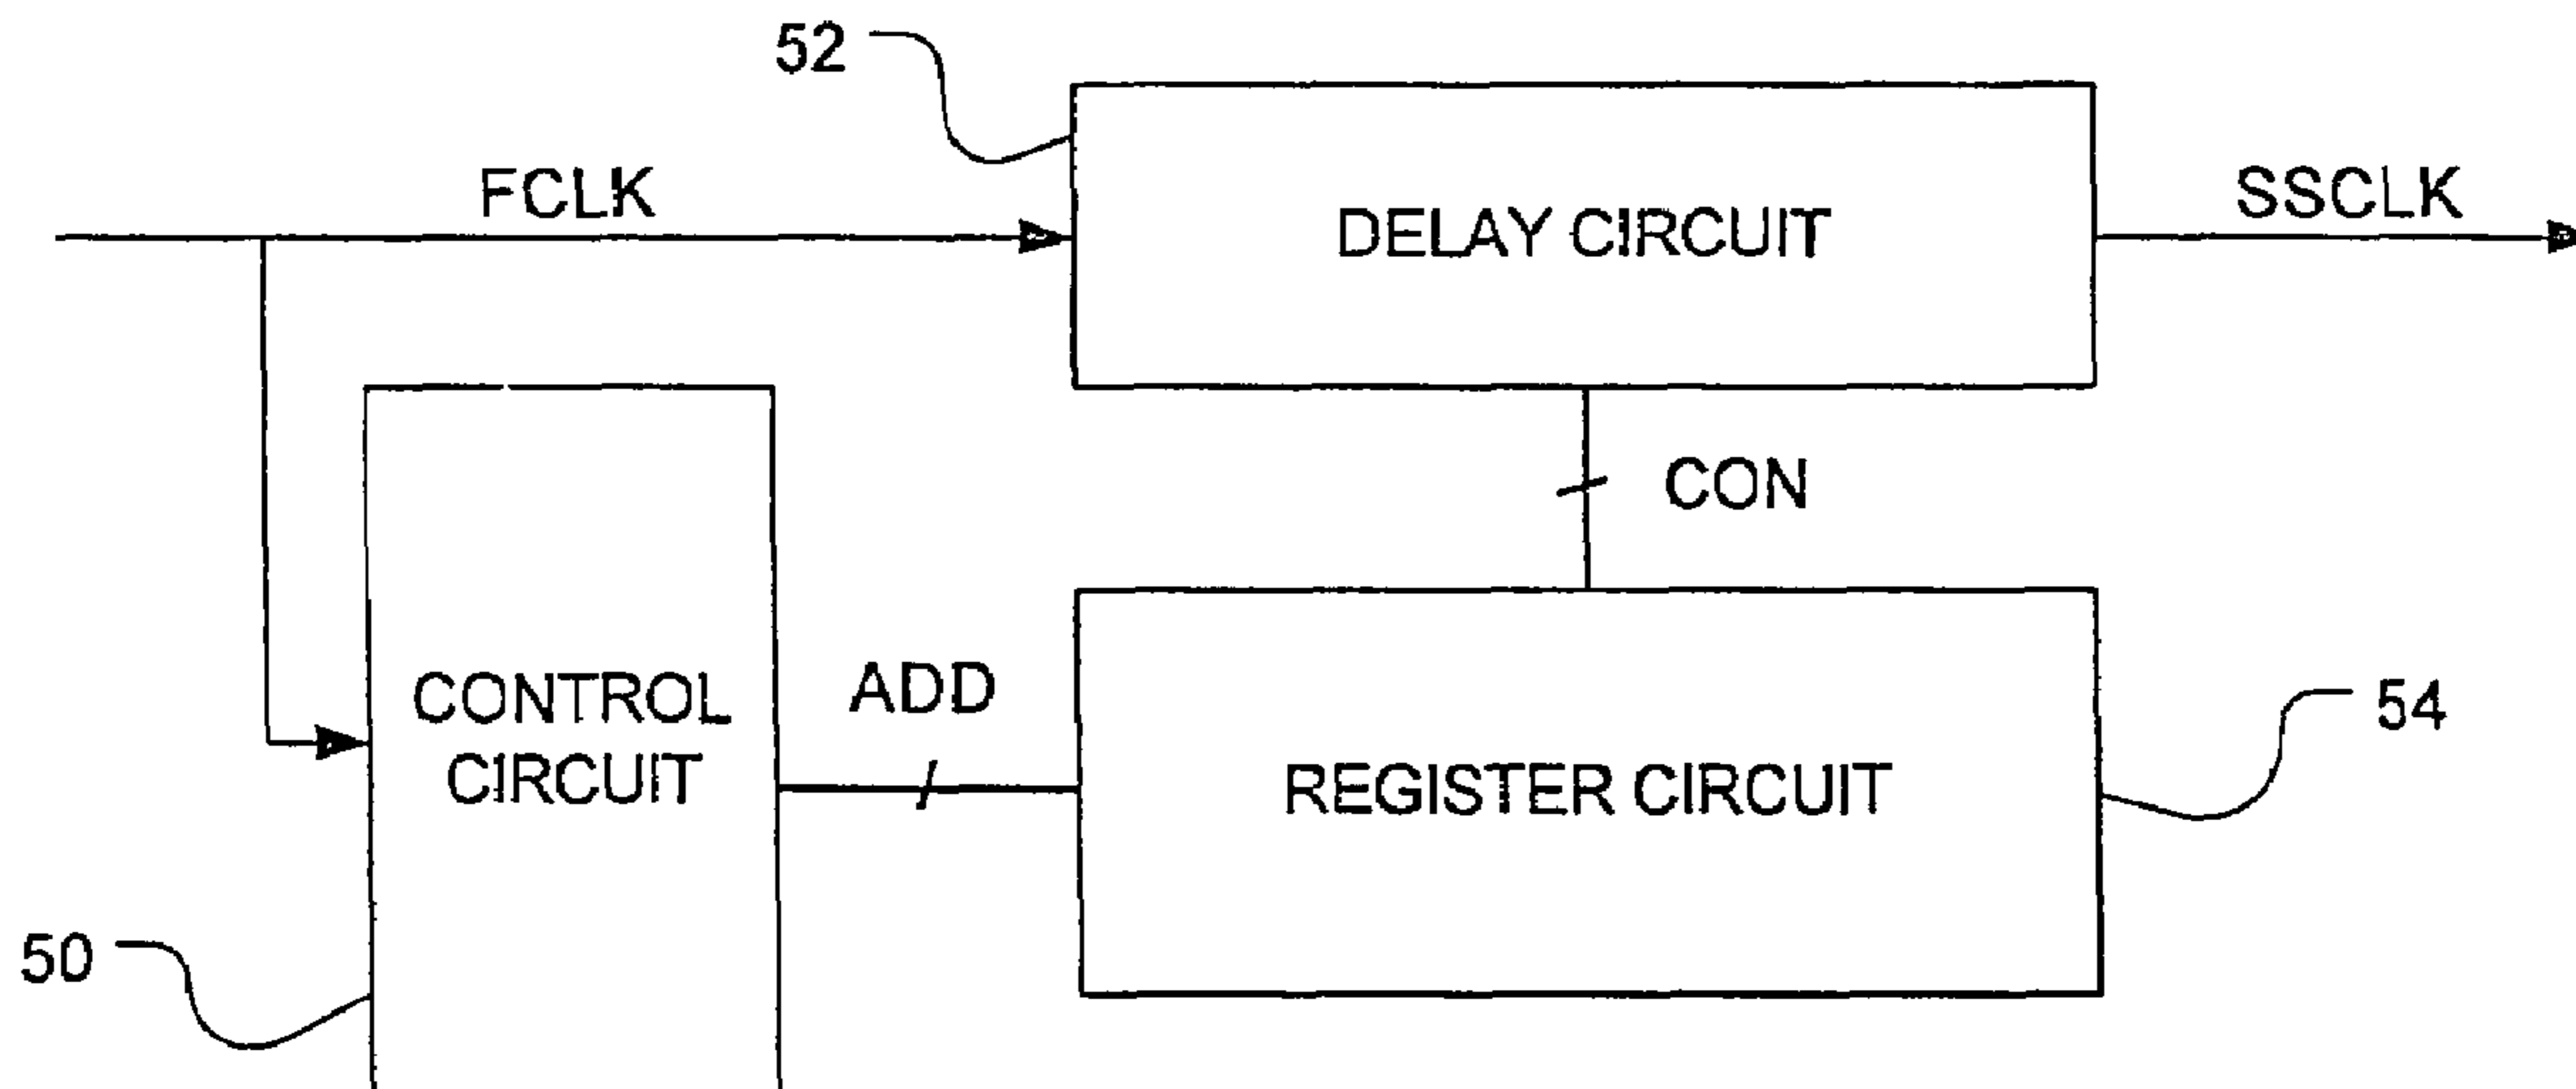 52
FCLK
DELAY CIRCUIT
SSCLK
CON
CONTROL
CIRCUIT
ADD
REGISTER CIRCUIT
54
50